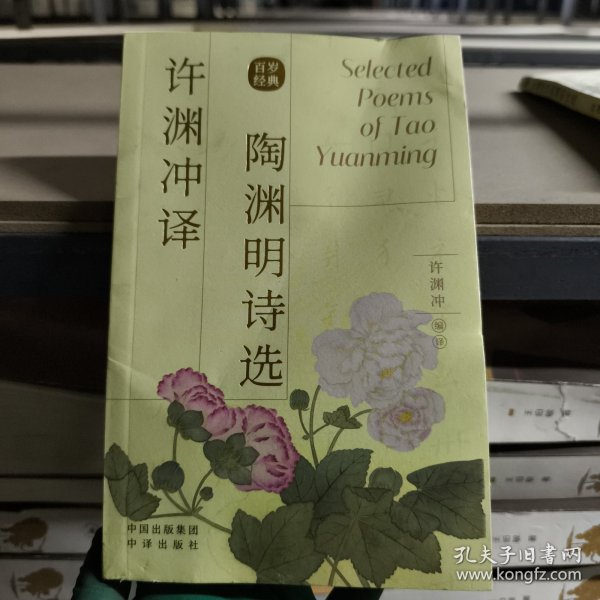 许渊冲译
百岁
经典
陶渊明诗选
Selected
Poems
of Tao
Yuanming
许渊冲
编
译
中国出版集团
中译出版社
孔夫子旧书网
www.kongfz.com